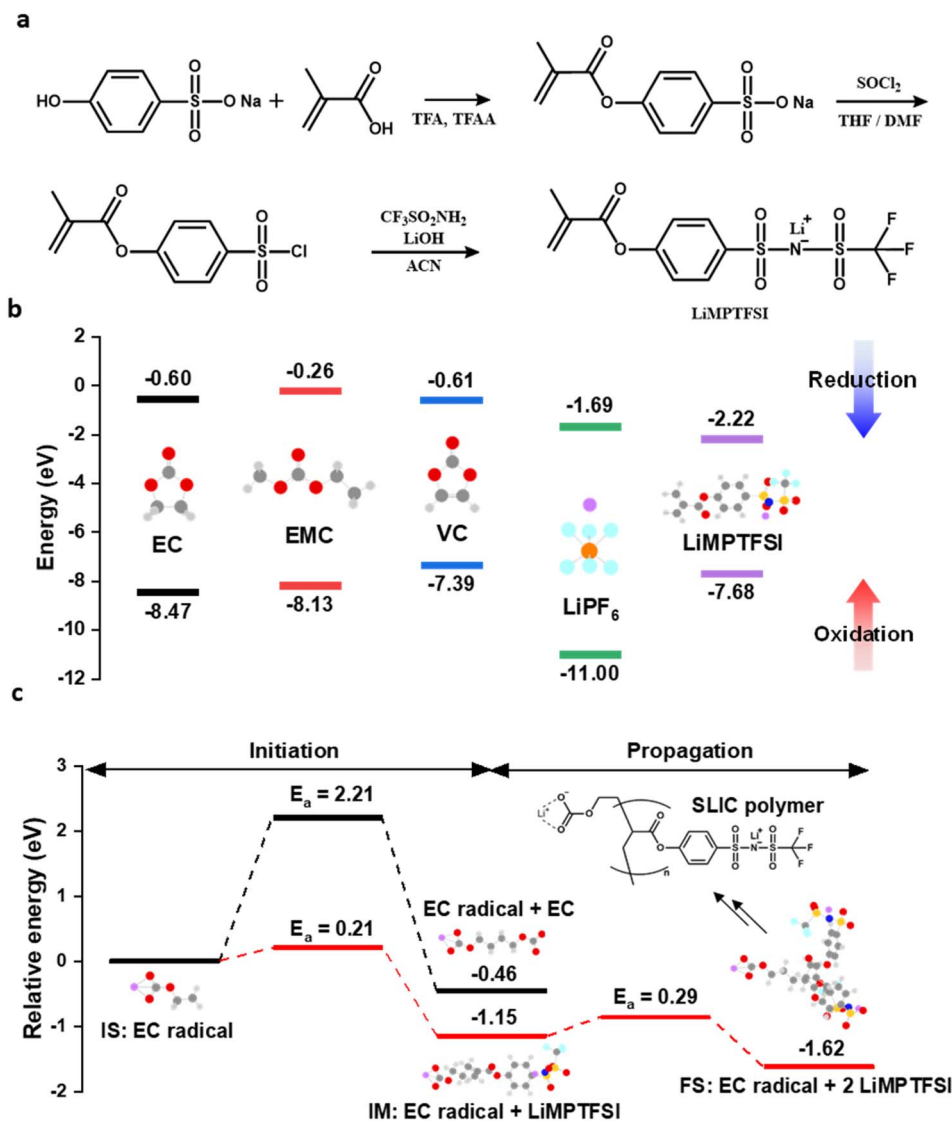 a
HO
O
S
O
O Na
+
O
OH
TFA, TFAA
O
O
O
S
O
O Na
SOCl2
THF / DMF
O
O
O
S
O
Cl
CF3SO2NH2
LiOH
ACN
O
O
O
S
O
Li+
N−
O
S
O
F
F
F
LiMPTFSI
b
Energy (eV)
2
0
-2
-4
-6
-8
-10
-12
-0.60
EC
-8.47
-0.26
EMC
-8.13
-0.61
VC
-7.39
-1.69
LiPF6
-11.00
-2.22
LiMPTFSI
-7.68
Reduction
Oxidation
c
Initiation
Propagation
Relative energy (eV)
3
2
1
0
-1
-2
Ea = 2.21
Ea = 0.21
IS: EC radical
EC radical + EC
-0.46
-1.15
IM: EC radical + LiMPTFSI
Ea = 0.29
-1.62
FS: EC radical + 2 LiMPTFSI
SLIC polymer
Li+
O−
O
O
O
O
n
O
S
O
Li+
N−
O
S
O
F
F
F